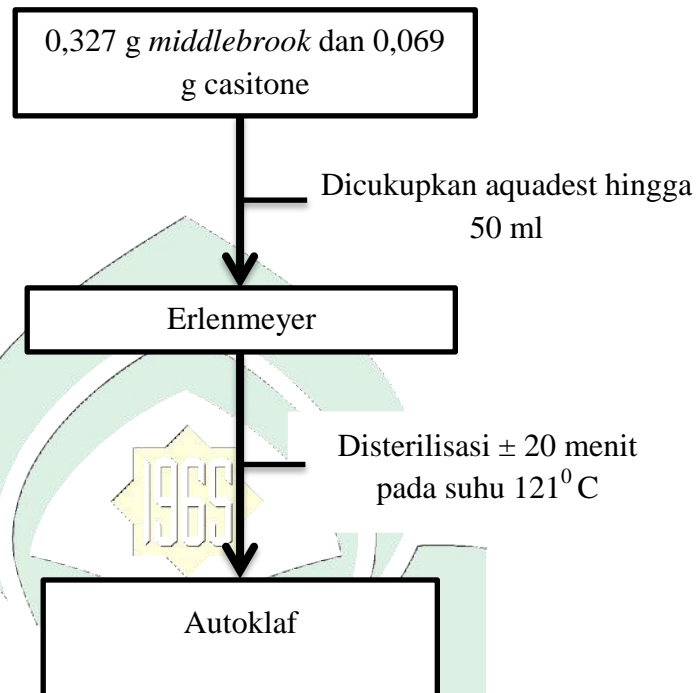 0,327 g middlebrook dan 0,069
g casitone
Dicukupkan aquadest hingga
50 ml
Erlenmeyer
Disterilisasi ± 20 menit
pada suhu 121⁰ C
1965
Autoklaf